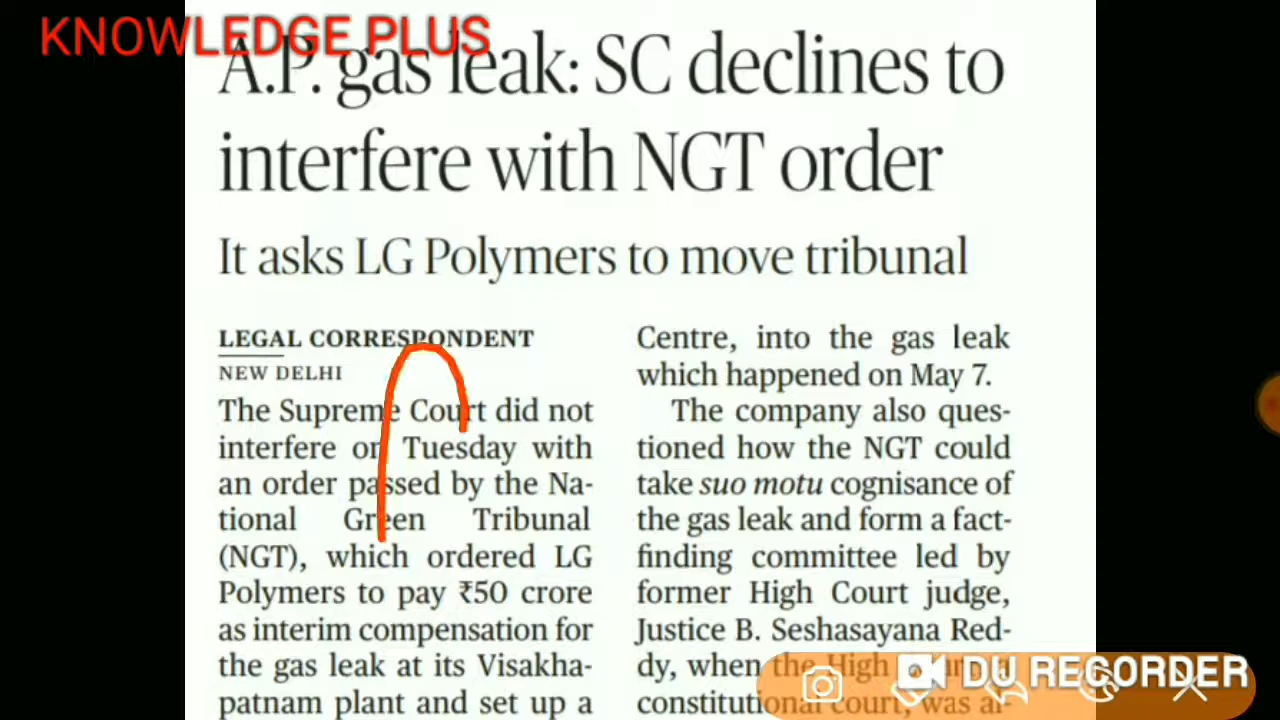 KNOWLEDGE PLUS
A.P. gas leak: SC declines to
interfere with NGT order
It asks LG Polymers to move tribunal
LEGAL CORRESPONDENT
NEW DELHI
The Supreme Court did not
interfere on Tuesday with
an order passed by the Na-
tional Green Tribunal
(NGT), which ordered LG
Polymers to pay ₹50 crore
as interim compensation for
the gas leak at its Visakha-
patnam plant and set up a
Centre, into the gas leak
which happened on May 7.
The company also ques-
tioned how the NGT could
take suo motu cognisance of
the gas leak and form a fact-
finding committee led by
former High Court judge,
Justice B. Seshasayana Red-
dy, when the High
constitutional court, was al-
DU RECORDER